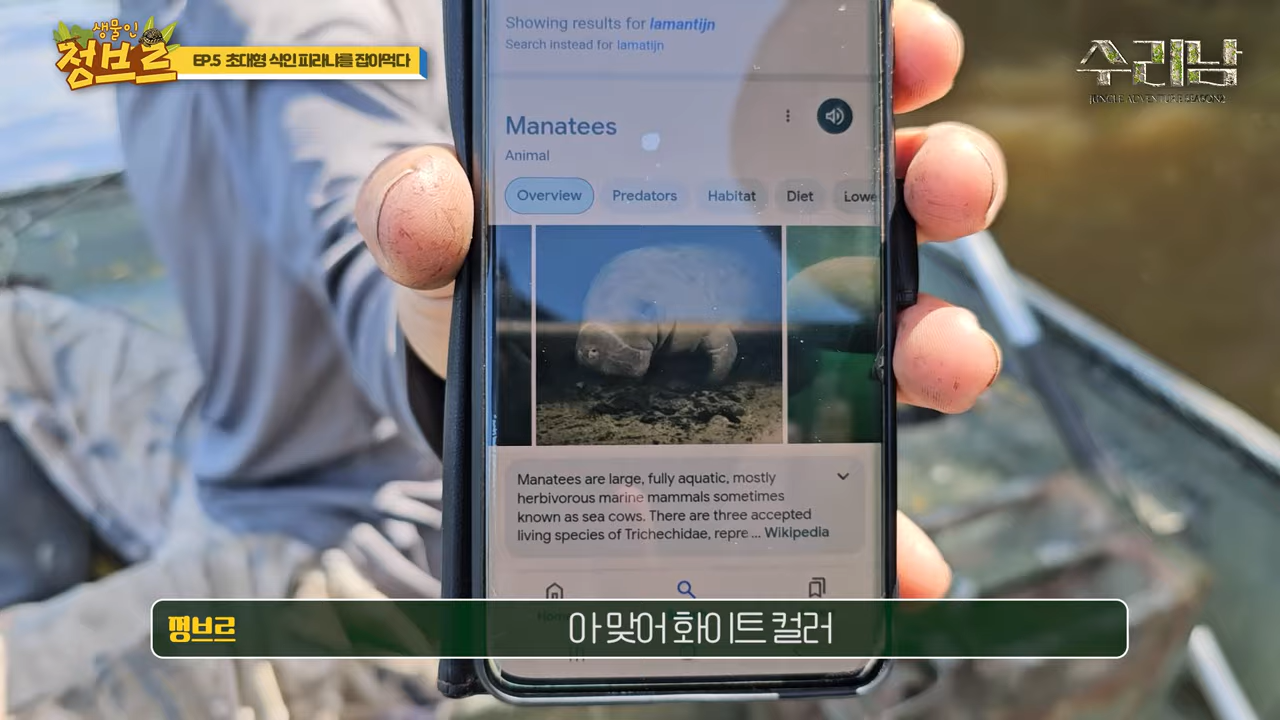 생물인
정브르
EP.5 초대형 식인 피라냐를 잡아먹다
수리남
JUNGLE ADVENTURE SEASON2
Showing results for lamantijn
Search instead for lamatijn
Manatees
Animal
Overview Predators Habitat Diet Lowe
Manatees are large, fully aquatic, mostly
herbivorous marine mammals sometimes
known as sea cows. There are three accepted
living species of Trichechidae, repre ... Wikipedia
쩡브르
아 맞어 화이트 컬러